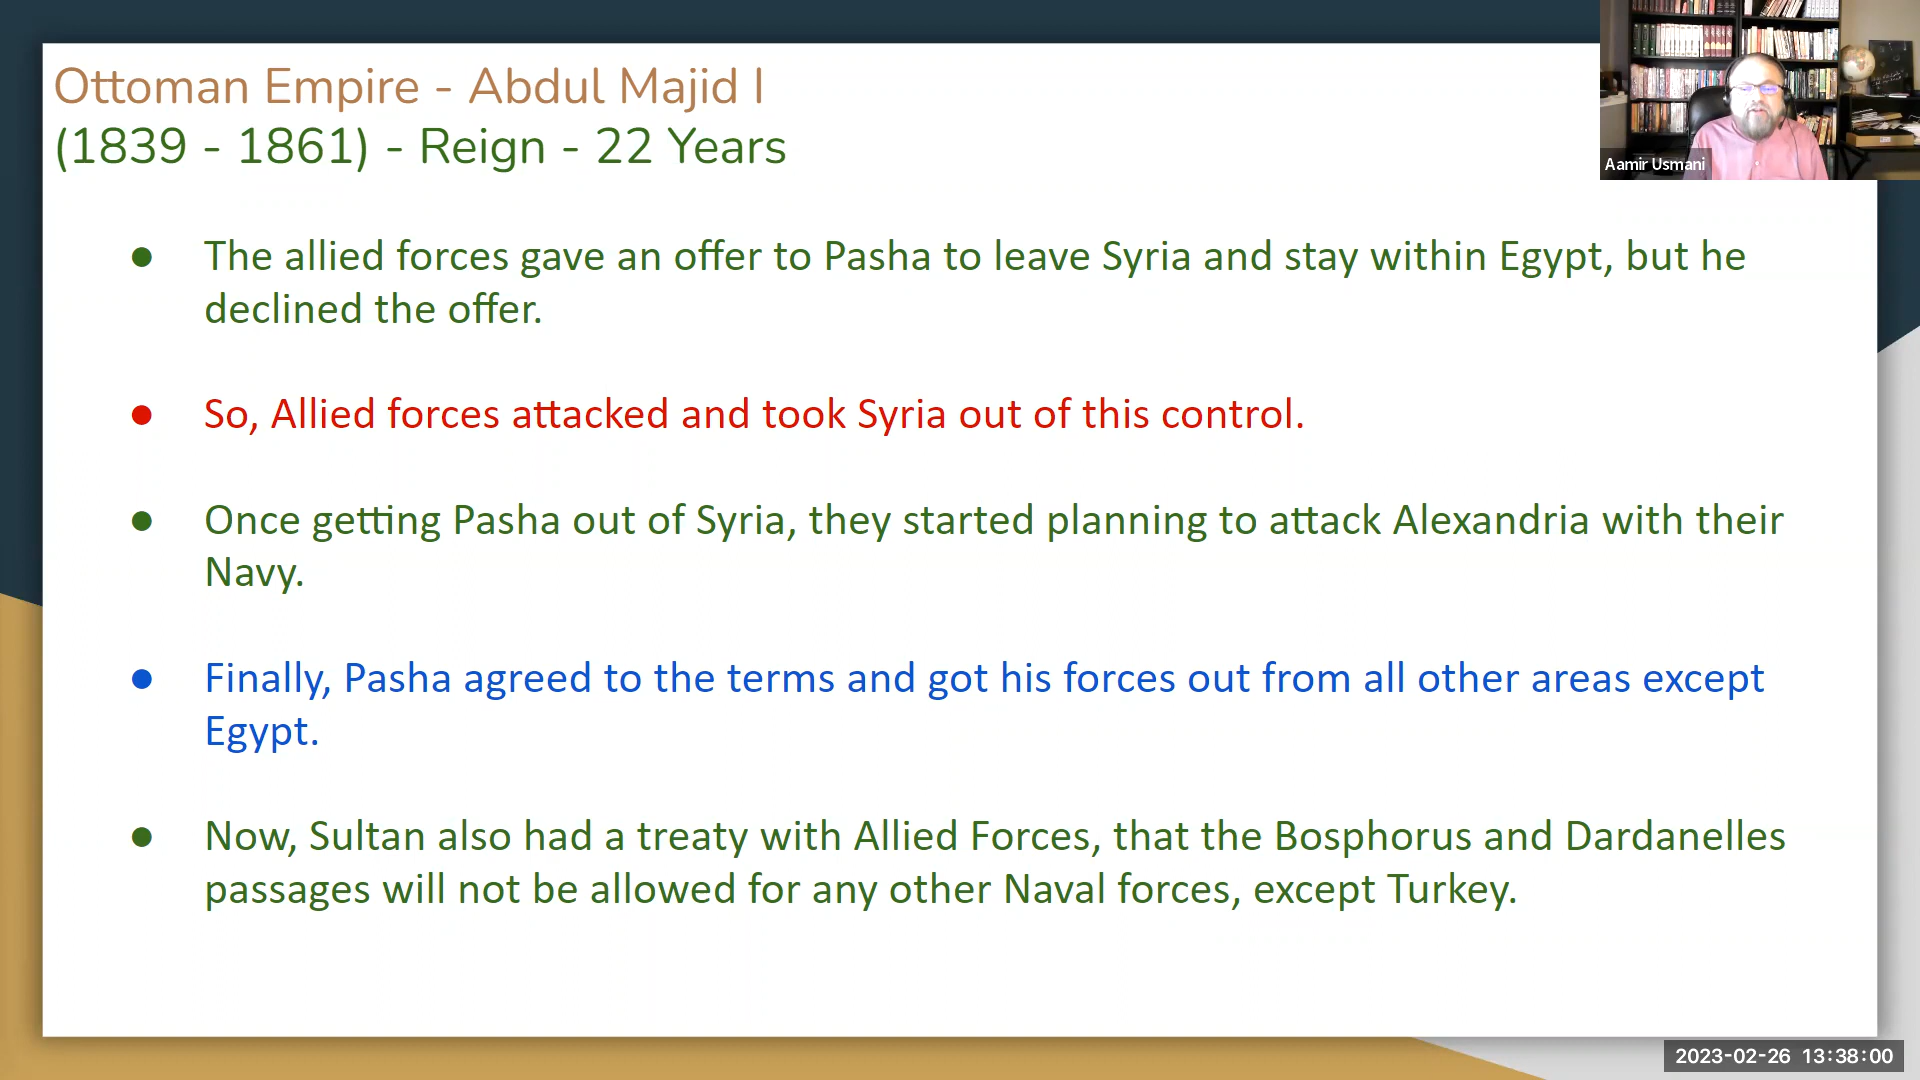 Ottoman Empire - Abdul Majid I
(1839 - 1861) - Reign - 22 Years
Aamir Usmani
● The allied forces gave an offer to Pasha to leave Syria and stay within Egypt, but he
declined the offer.
● So, Allied forces attacked and took Syria out of this control.
● Once getting Pasha out of Syria, they started planning to attack Alexandria with their
Navy.
● Finally, Pasha agreed to the terms and got his forces out from all other areas except
Egypt.
● Now, Sultan also had a treaty with Allied Forces, that the Bosphorus and Dardanelles
passages will not be allowed for any other Naval forces, except Turkey.
2023-02-26 13:38:00